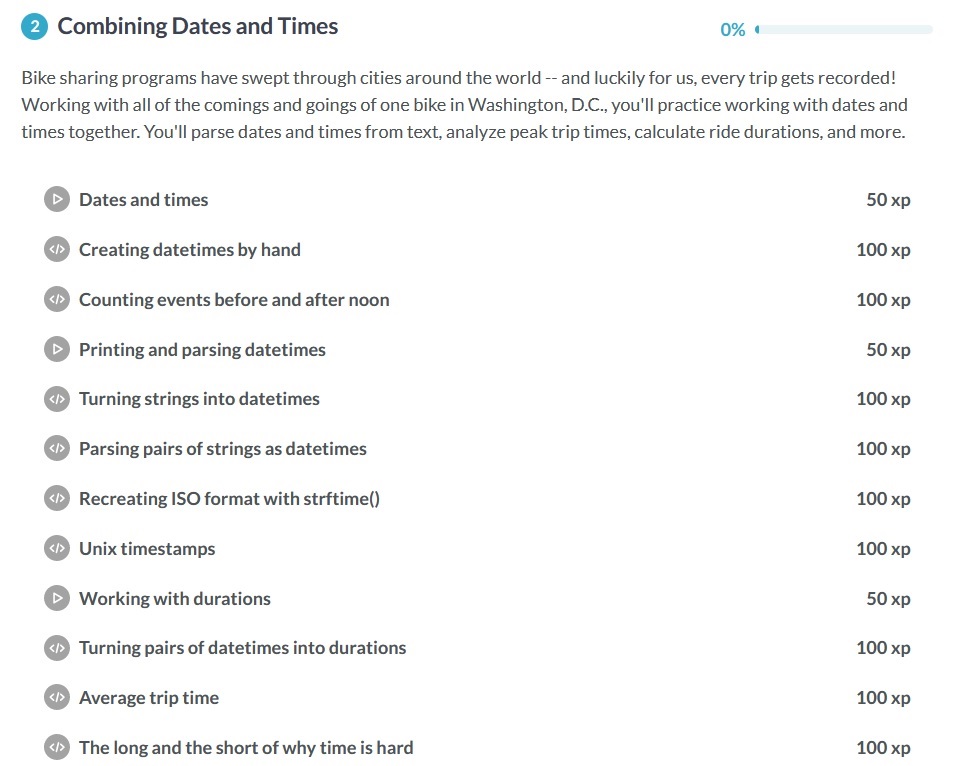 2 Combining Dates and Times 0%
Bike sharing programs have swept through cities around the world -- and luckily for us, every trip gets recorded!
Working with all of the comings and goings of one bike in Washington, D.C., you'll practice working with dates and
times together. You'll parse dates and times from text, analyze peak trip times, calculate ride durations, and more.
Dates and times 50 xp
</> Creating datetimes by hand 100 xp
</> Counting events before and after noon 100 xp
Printing and parsing datetimes 50 xp
</> Turning strings into datetimes 100 xp
</> Parsing pairs of strings as datetimes 100 xp
</> Recreating ISO format with strftime() 100 xp
</> Unix timestamps 100 xp
Working with durations 50 xp
</> Turning pairs of datetimes into durations 100 xp
</> Average trip time 100 xp
</> The long and the short of why time is hard 100 xp